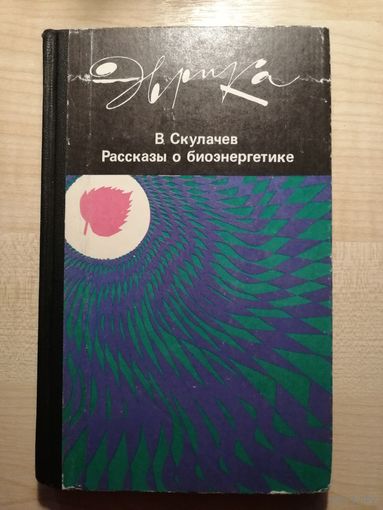 Эврика
В. Скулачев
Рассказы о биоэнергетике